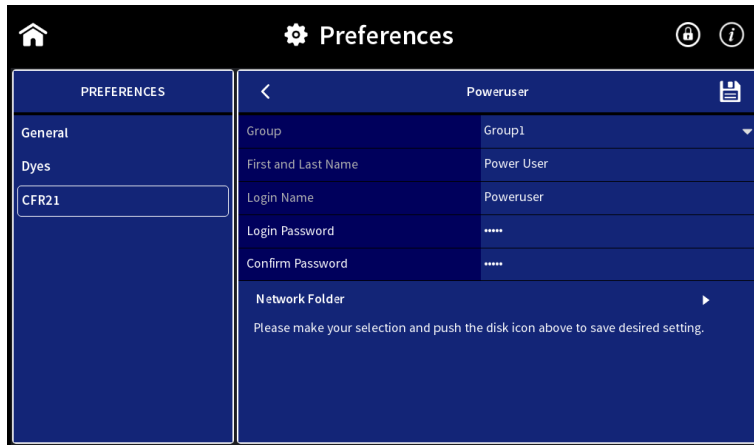 Preferences
PREFERENCES
General
Dyes
CFR21
Poweruser
Group Group1
First and Last Name Power User
Login Name Poweruser
Login Password •••••
Confirm Password •••••
Network Folder
Please make your selection and push the disk icon above to save desired setting.